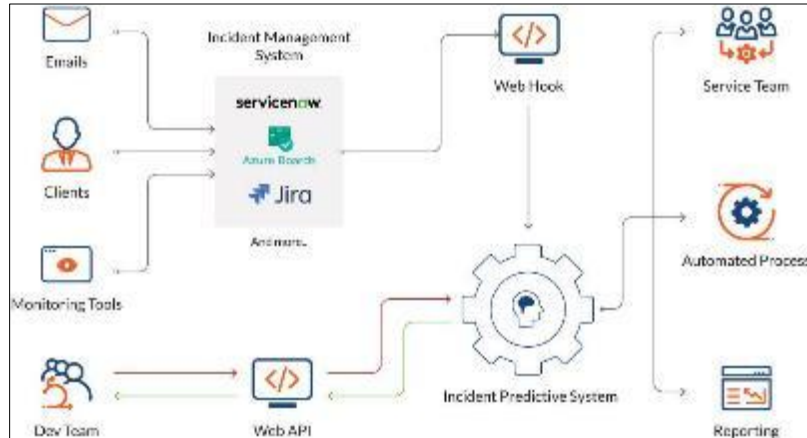 Emails
Incident Management
System
servicenow
Azure Boards
Jira
And more..
Clients
Monitoring Tools
Web Hook
Service Team
Automated Process
Incident Predictive System
Dev Team
Web API
Reporting